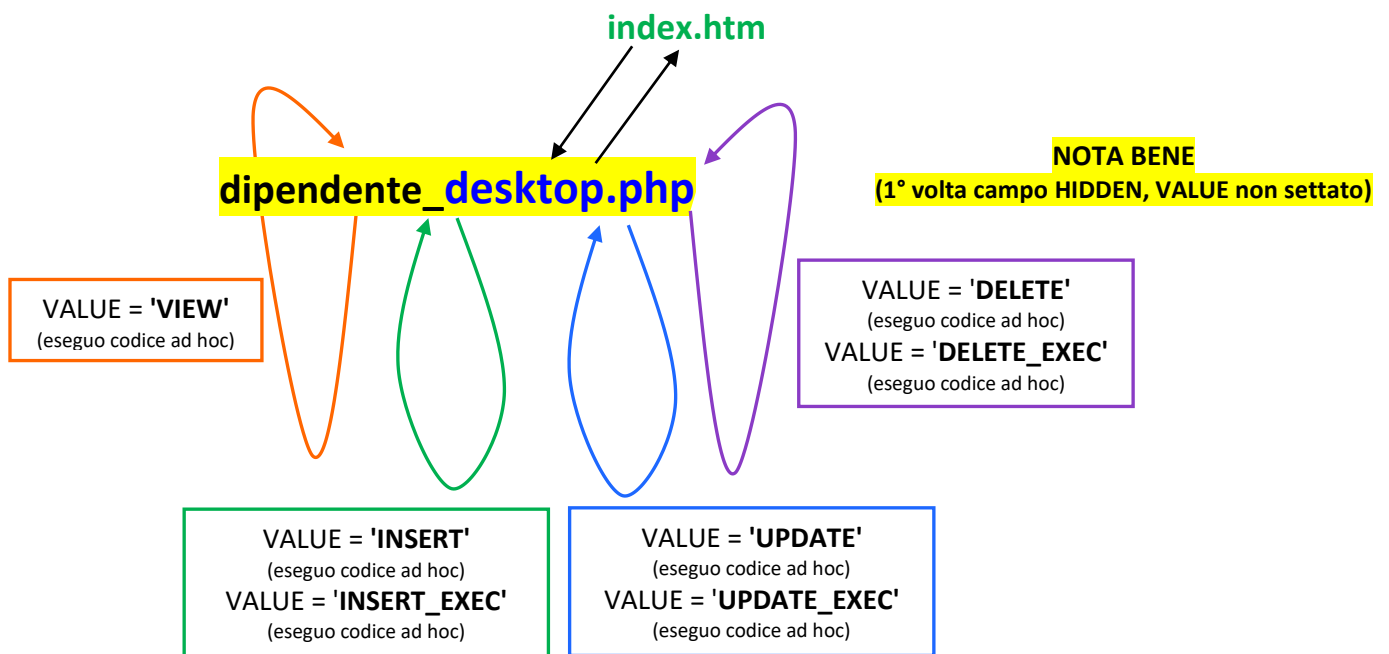 index.htm
dipendente_desktop.php
NOTA BENE
(1° volta campo HIDDEN, VALUE non settato)
VALUE = 'VIEW'
(eseguo codice ad hoc)
VALUE = 'DELETE'
(eseguo codice ad hoc)
VALUE = 'DELETE_EXEC'
(eseguo codice ad hoc)
VALUE = 'INSERT'
(eseguo codice ad hoc)
VALUE = 'INSERT_EXEC'
(eseguo codice ad hoc)
VALUE = 'UPDATE'
(eseguo codice ad hoc)
VALUE = 'UPDATE_EXEC'
(eseguo codice ad hoc)